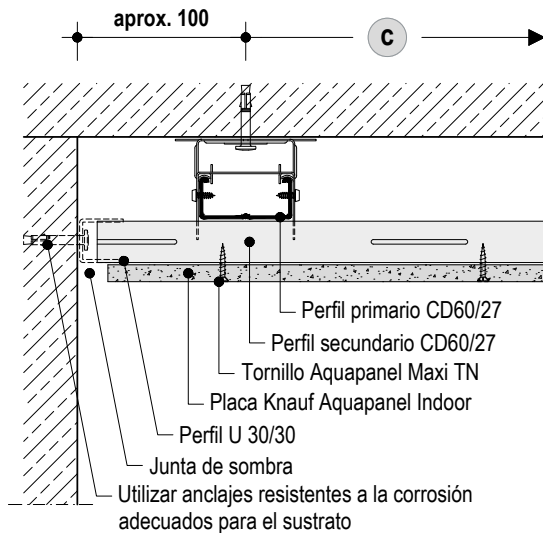 aprox. 100
C
Perfil primario CD60/27
Perfil secundario CD60/27
Tornillo Aquapanel Maxi TN
Placa Knauf Aquapanel Indoor
Perfil U 30/30
Junta de sombra
Utilizar anclajes resistentes a la corrosión
adecuados para el sustrato